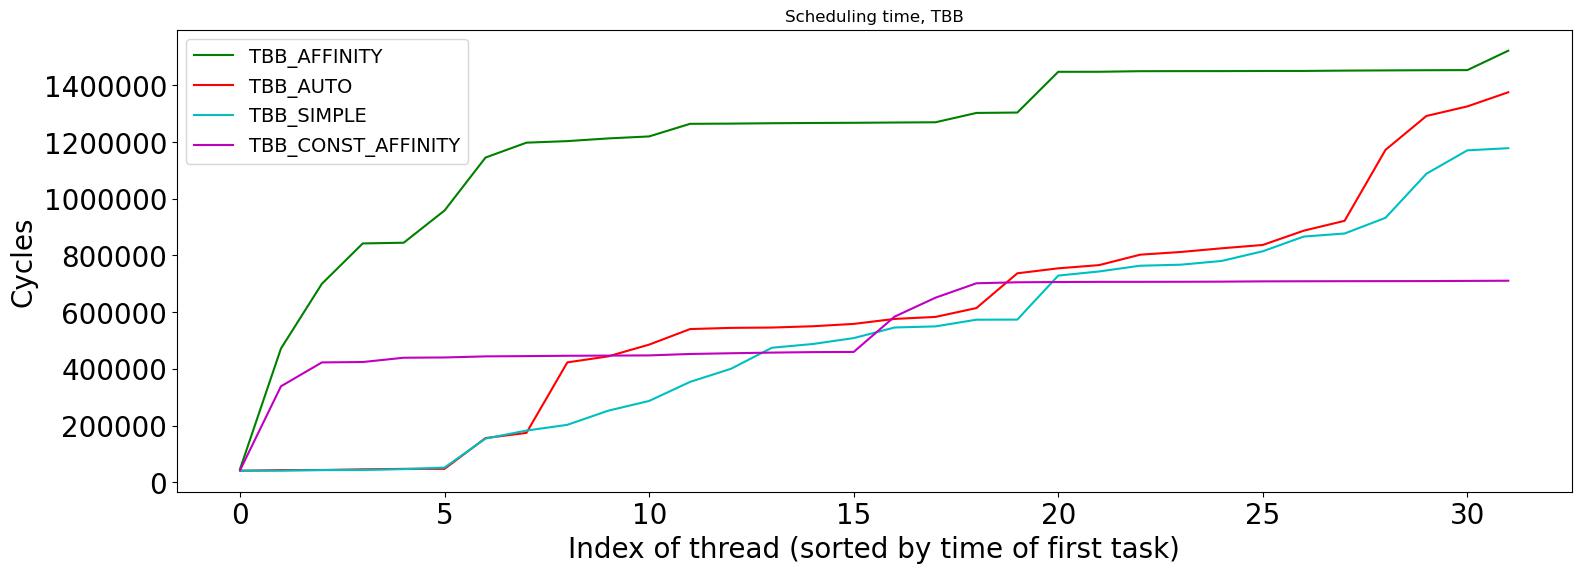 Scheduling time, TBB
TBB_AFFINITY
TBB_AUTO
TBB_SIMPLE
TBB_CONST_AFFINITY
Cycles
1400000
1200000
1000000
800000
600000
400000
200000
0
0 5 10 15 20 25 30
Index of thread (sorted by time of first task)